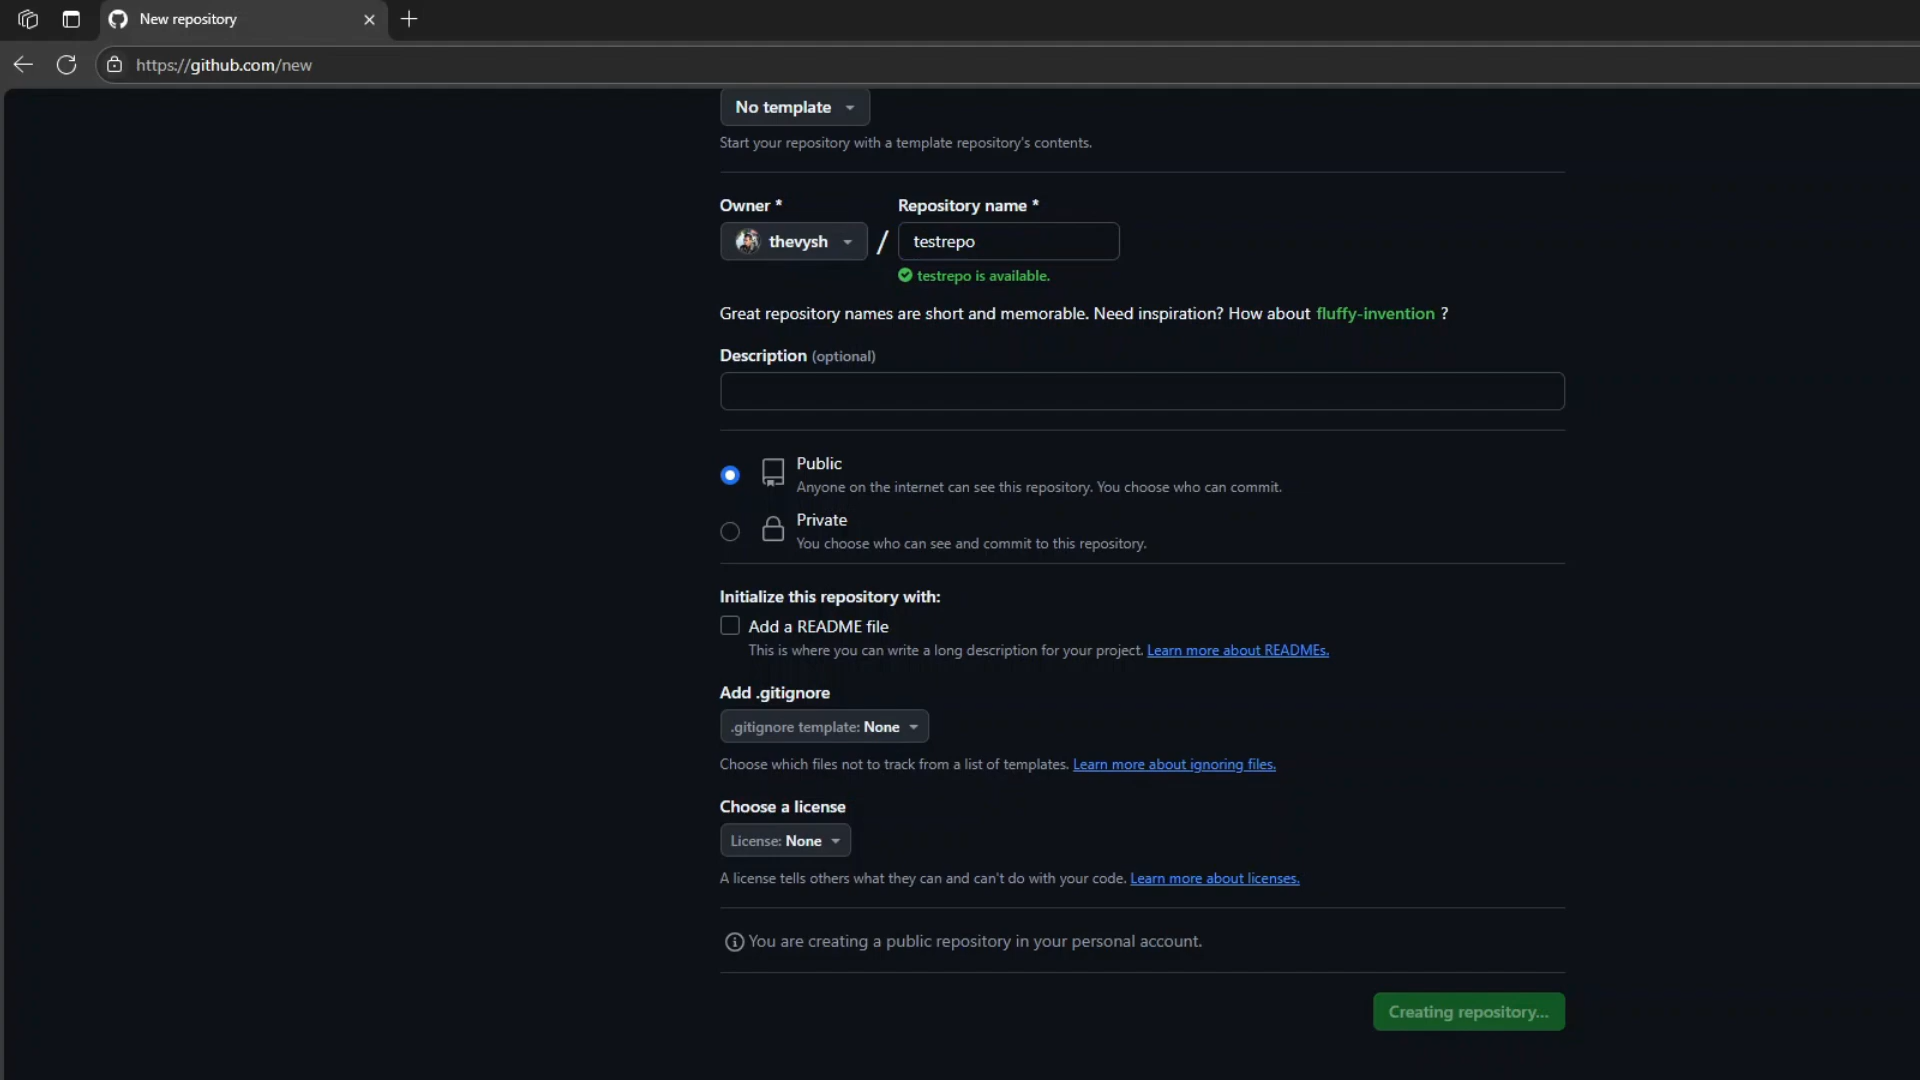 New repository
https://github.com/new
No template
Start your repository with a template repository's contents.
Owner * Repository name *
thevysh / testrepo
testrepo is available.
Great repository names are short and memorable. Need inspiration? How about fluffy-invention ?
Description (optional)
Public
Anyone on the internet can see this repository. You choose who can commit.
Private
You choose who can see and commit to this repository.
Initialize this repository with:
Add a README file
This is where you can write a long description for your project. Learn more about READMEs.
Add .gitignore
.gitignore template: None
Choose which files not to track from a list of templates. Learn more about ignoring files.
Choose a license
License: None
A license tells others what they can and can't do with your code. Learn more about licenses.
You are creating a public repository in your personal account.
Creating repository...